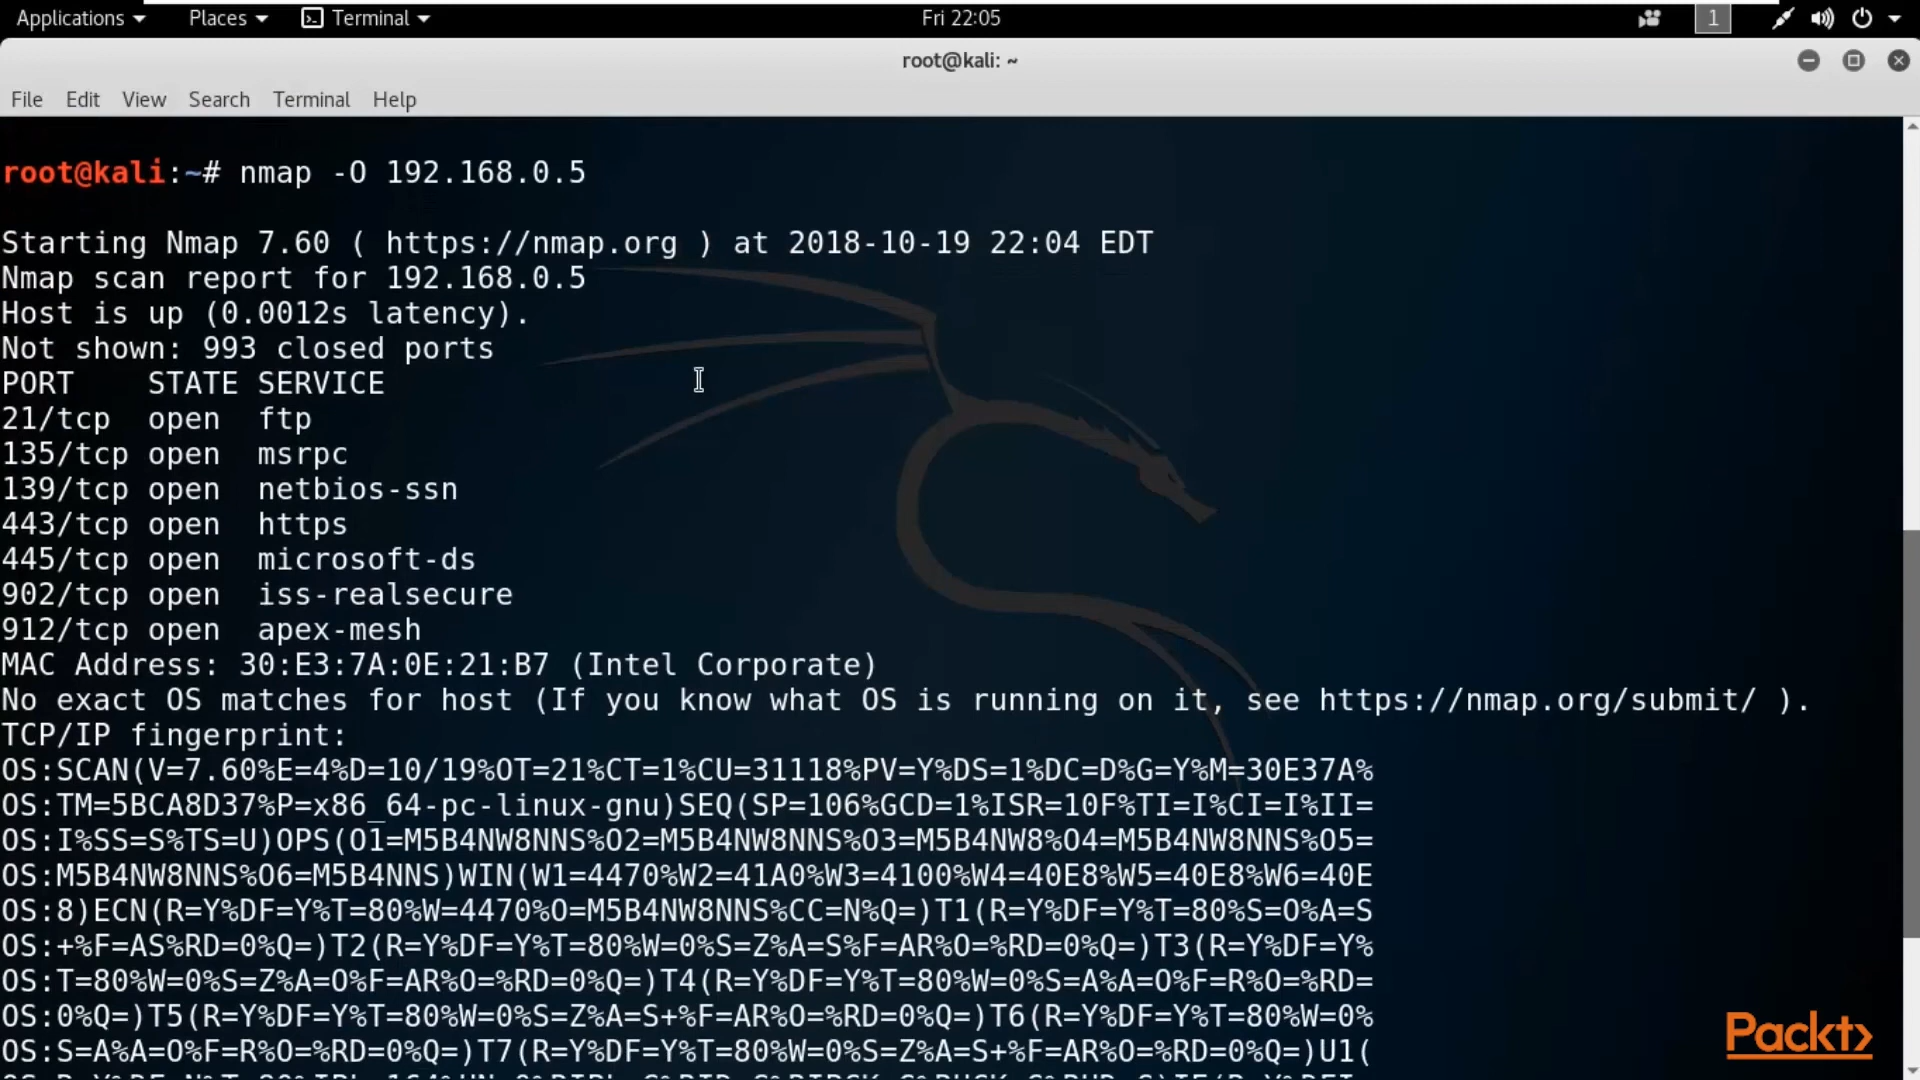 Applications Places Terminal Fri 22:05 1
root@kali: ~
File Edit View Search Terminal Help
root@kali:~# nmap -O 192.168.0.5
Starting Nmap 7.60 ( https://nmap.org ) at 2018-10-19 22:04 EDT
Nmap scan report for 192.168.0.5
Host is up (0.0012s latency).
Not shown: 993 closed ports
PORT    STATE SERVICE
21/tcp  open  ftp
135/tcp open  msrpc
139/tcp open  netbios-ssn
443/tcp open  https
445/tcp open  microsoft-ds
902/tcp open  iss-realsecure
912/tcp open  apex-mesh
MAC Address: 30:E3:7A:0E:21:B7 (Intel Corporate)
No exact OS matches for host (If you know what OS is running on it, see https://nmap.org/submit/ ).
TCP/IP fingerprint:
OS:SCAN(V=7.60%E=4%D=10/19%OT=21%CT=1%CU=31118%PV=Y%DS=1%DC=D%G=Y%M=30E37A%
OS:TM=5BCA8D37%P=x86_64-pc-linux-gnu)SEQ(SP=106%GCD=1%ISR=10F%TI=I%CI=I%II=
OS:I%SS=S%TS=U)OPS(O1=M5B4NW8NNS%O2=M5B4NW8NNS%O3=M5B4NW8%O4=M5B4NW8NNS%O5=
OS:M5B4NW8NNS%O6=M5B4NNS)WIN(W1=4470%W2=41A0%W3=4100%W4=40E8%W5=40E8%W6=40E
OS:8)ECN(R=Y%DF=Y%T=80%W=4470%O=M5B4NW8NNS%CC=N%Q=)T1(R=Y%DF=Y%T=80%S=O%A=S
OS:+%F=AS%RD=0%Q=)T2(R=Y%DF=Y%T=80%W=0%S=Z%A=S%F=AR%O=%RD=0%Q=)T3(R=Y%DF=Y%
OS:T=80%W=0%S=Z%A=O%F=AR%O=%RD=0%Q=)T4(R=Y%DF=Y%T=80%W=0%S=A%A=O%F=R%O=%RD=
OS:0%Q=)T5(R=Y%DF=Y%T=80%W=0%S=Z%A=S+%F=AR%O=%RD=0%Q=)T6(R=Y%DF=Y%T=80%W=0%
OS:S=A%A=O%F=R%O=%RD=0%Q=)T7(R=Y%DF=Y%T=80%W=0%S=Z%A=S+%F=AR%O=%RD=0%Q=)U1(
Packt>